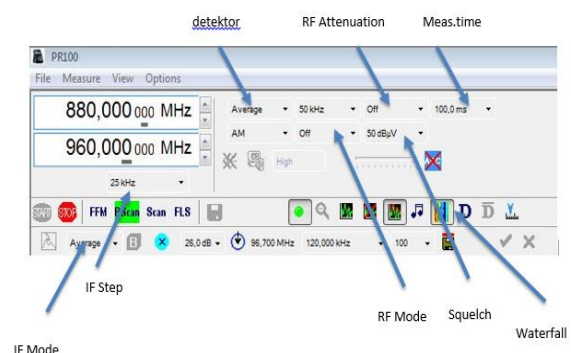 detektor RF Attenuation Meas.time
PR100
File Measure View Options
880,000 000 MHz Average 50 kHz Off 100,0 ms
AM Off 50 dBµV
960,000 000 MHz
High
25 kHz
START STOP FFM PScan Scan FLS D D
Average B 26,0 dB 96,700 MHz 120,000 kHz 100
IF Step
RF Mode Squelch
Waterfall
IF Mode